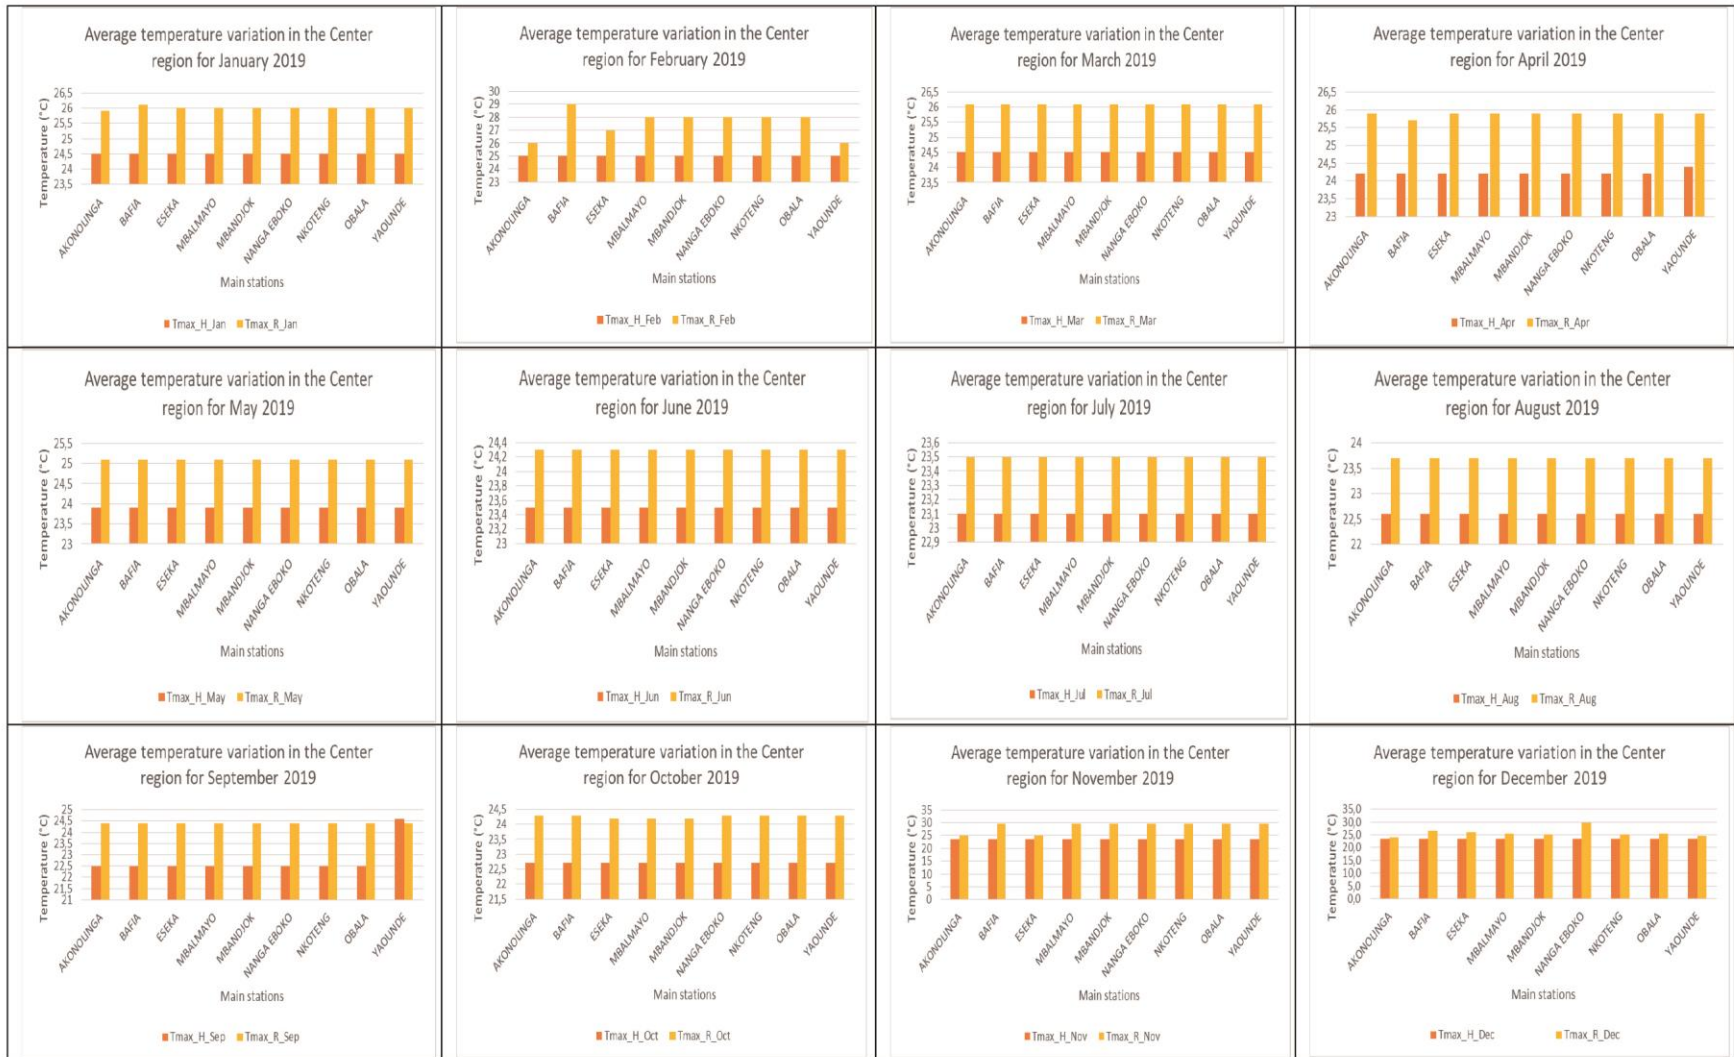 Average temperature variation in the Center
region for January 2019
Temperature (°C)
26,5
26
25,5
25
24,5
24
23,5
AKONOUNGA
BAFIA
ESEKA
MBALMAYO
MBANDJOK
NANGA EBOKO
NKOTENG
OBALA
YAOUNDE
Main stations
Tmax_H_Jan Tmax_R_Jan
Average temperature variation in the Center
region for February 2019
Temperature (°C)
30
29
28
27
26
25
24
23
AKONOUNGA
BAFIA
ESEKA
MBALMAYO
MBANDJOK
NANGA EBOKO
NKOTENG
OBALA
YAOUNDE
Main stations
Tmax_H_Feb Tmax_R_Feb
Average temperature variation in the Center
region for March 2019
Temperature (°C)
26,5
26
25,5
25
24,5
24
23,5
AKONOUNGA
BAFIA
ESEKA
MBALMAYO
MBANDJOK
NANGA EBOKO
NKOTENG
OBALA
YAOUNDE
Main stations
Tmax_H_Mar Tmax_R_Mar
Average temperature variation in the Center
region for April 2019
Temperature (°C)
26,5
26
25,5
25
24,5
24
23,5
23
AKONOUNGA
BAFIA
ESEKA
MBALMAYO
MBANDJOK
NANGA EBOKO
NKOTENG
OBALA
YAOUNDE
Main stations
Tmax_H_Apr Tmax_R_Apr
Average temperature variation in the Center
region for May 2019
Temperature (°C)
25,5
25
24,5
24
23,5
23
AKONOUNGA
BAFIA
ESEKA
MBALMAYO
MBANDJOK
NANGA EBOKO
NKOTENG
OBALA
YAOUNDE
Main stations
Tmax_H_May Tmax_R_May
Average temperature variation in the Center
region for June 2019
Temperature (°C)
24,4
24,2
24
23,8
23,6
23,4
23,2
23
AKONOUNGA
BAFIA
ESEKA
MBALMAYO
MBANDJOK
NANGA EBOKO
NKOTENG
OBALA
YAOUNDE
Main stations
Tmax_H_Jun Tmax_R_Jun
Average temperature variation in the Center
region for July 2019
Temperature (°C)
23,6
23,5
23,4
23,3
23,2
23,1
23
22,9
AKONOUNGA
BAFIA
ESEKA
MBALMAYO
MBANDJOK
NANGA EBOKO
NKOTENG
OBALA
YAOUNDE
Main stations
Tmax_H_Jul Tmax_R_Jul
Average temperature variation in the Center
region for August 2019
Temperature (°C)
24
23,5
23
22,5
22
AKONOUNGA
BAFIA
ESEKA
MBALMAYO
MBANDJOK
NANGA EBOKO
NKOTENG
OBALA
YAOUNDE
Main stations
Tmax_H_Aug Tmax_R_Aug
Average temperature variation in the Center
region for September 2019
Temperature (°C)
25
24,5
24
23,5
23
22,5
22
21,5
21
AKONOUNGA
BAFIA
ESEKA
MBALMAYO
MBANDJOK
NANGA EBOKO
NKOTENG
OBALA
YAOUNDE
Main stations
Tmax_H_Sep Tmax_R_Sep
Average temperature variation in the Center
region for October 2019
Temperature (°C)
24,5
24
23,5
23
22,5
22
21,5
AKONOUNGA
BAFIA
ESEKA
MBALMAYO
MBANDJOK
NANGA EBOKO
NKOTENG
OBALA
YAOUNDE
Main stations
Tmax_H_Oct Tmax_R_Oct
Average temperature variation in the Center
region for November 2019
Temperature (°C)
35
30
25
20
15
10
5
0
AKONOUNGA
BAFIA
ESEKA
MBALMAYO
MBANDJOK
NANGA EBOKO
NKOTENG
OBALA
YAOUNDE
Main stations
Tmax_H_Nov Tmax_R_Nov
Average temperature variation in the Center
region for December 2019
Temperature (°C)
35,0
30,0
25,0
20,0
15,0
10,0
5,0
0,0
AKONOUNGA
BAFIA
ESEKA
MBALMAYO
MBANDJOK
NANGA EBOKO
NKOTENG
OBALA
YAOUNDE
Main stations
Tmax_H_Dec Tmax_R_Dec